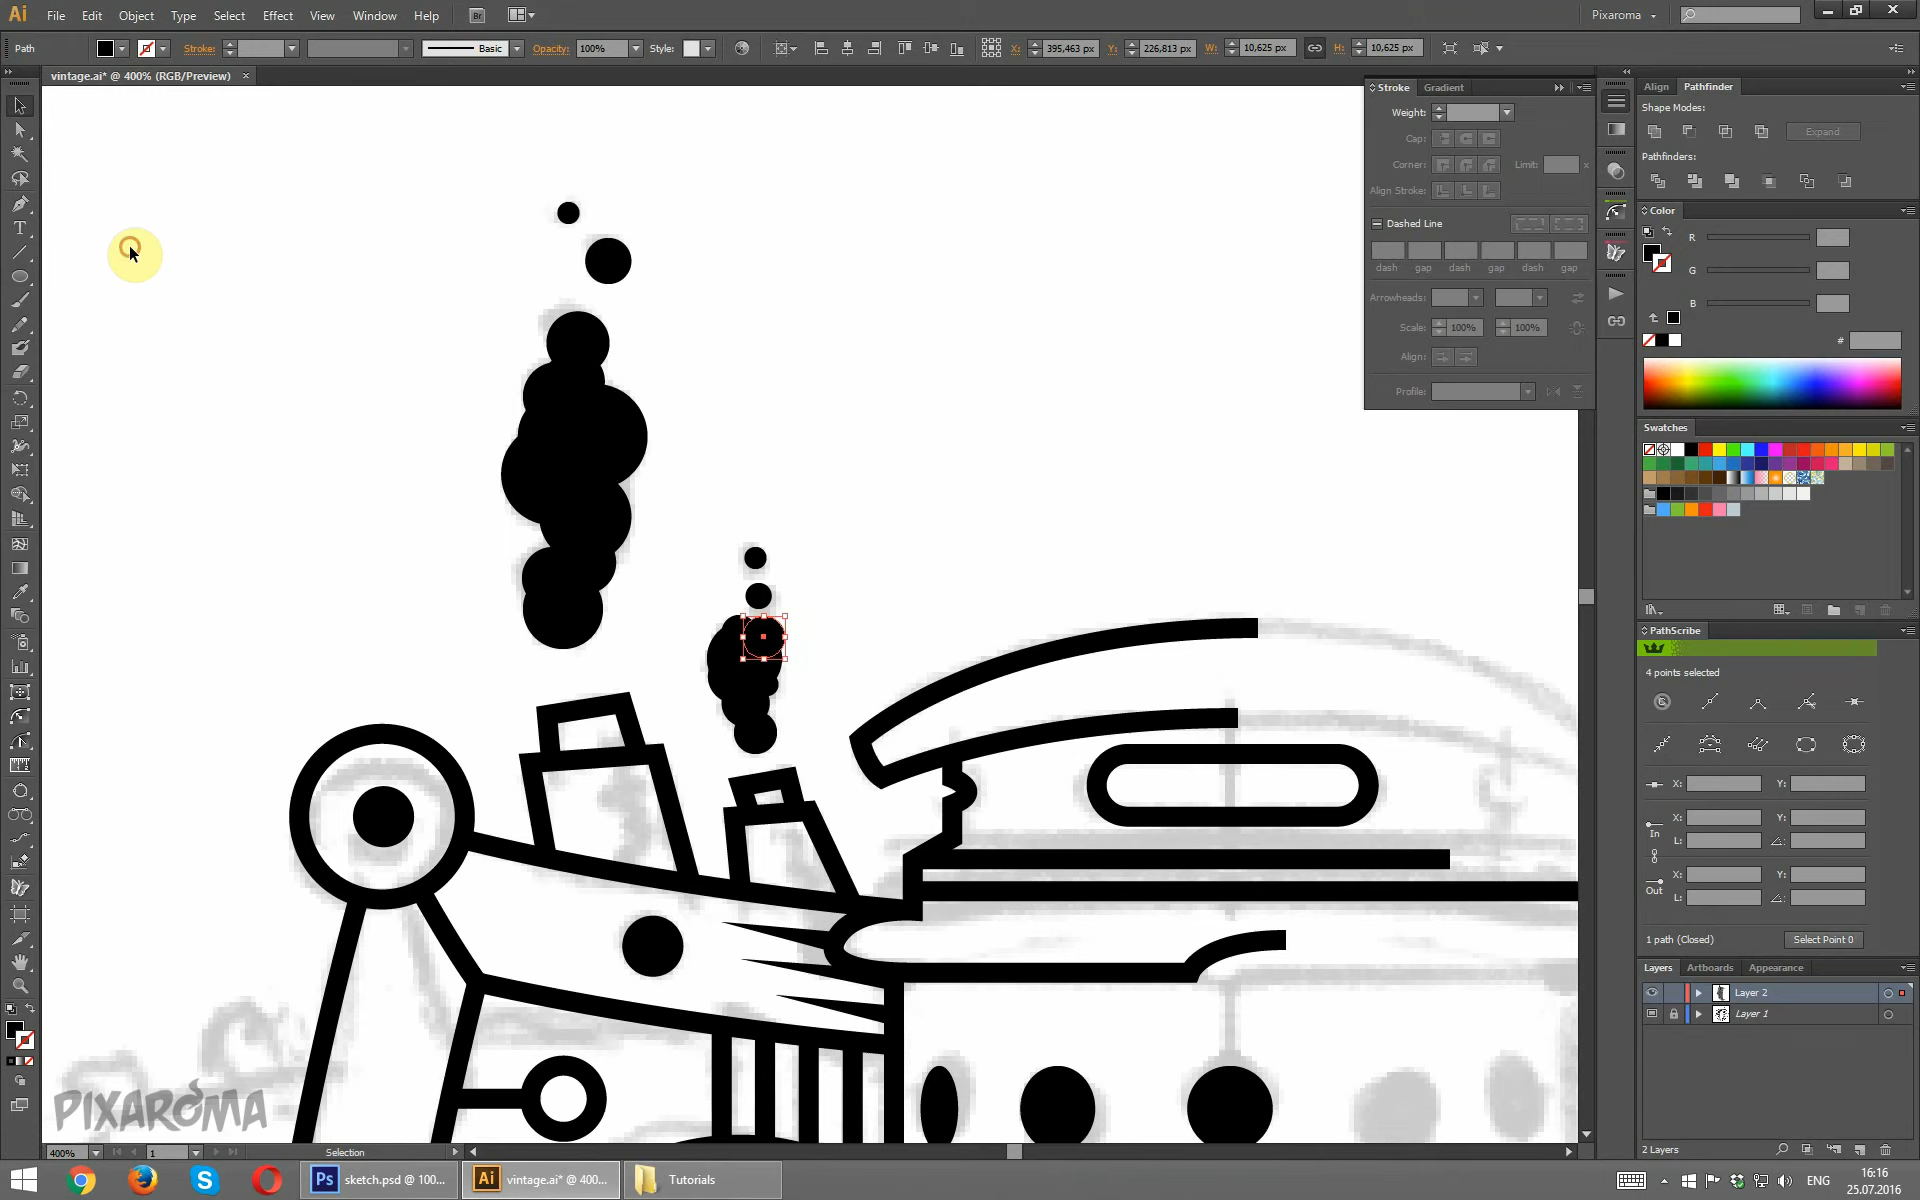 Ai File Edit Object Type Select Effect View Window Help Br Pixaroma
Path Stroke: Basic Opacity: 100% Style: X: 395,463 px Y: 226,813 px W: 10,625 px H: 10,625 px
vintage.ai* @ 400% (RGB/Preview) ×
Stroke Gradient
Weight:
Cap:
Corner: Limit: x
Align Stroke:
Dashed Line
dash gap dash gap dash gap
Arrowheads:
Scale: 100% 100%
Align:
Profile:
Align Pathfinder
Shape Modes:
Expand
Pathfinders:
Color
R
G
B
#
Swatches
PathScribe
4 points selected
X: Y:
In
X: Y:
L:
Out
X: Y:
L:
1 path (Closed) Select Point 0
Layers Artboards Appearance
Layer 2
Layer 1
2 Layers
PIXAROMA
400% 1 Selection
Ps sketch.psd @ 100... Ai vintage.ai* @ 400... Tutorials
ENG 16:16
25.07.2016